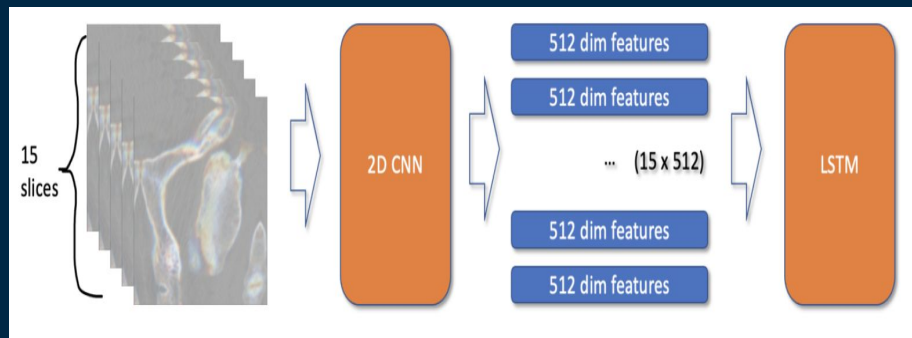 15
slices
2D CNN
512 dim features
512 dim features
... (15 x 512)
512 dim features
512 dim features
LSTM